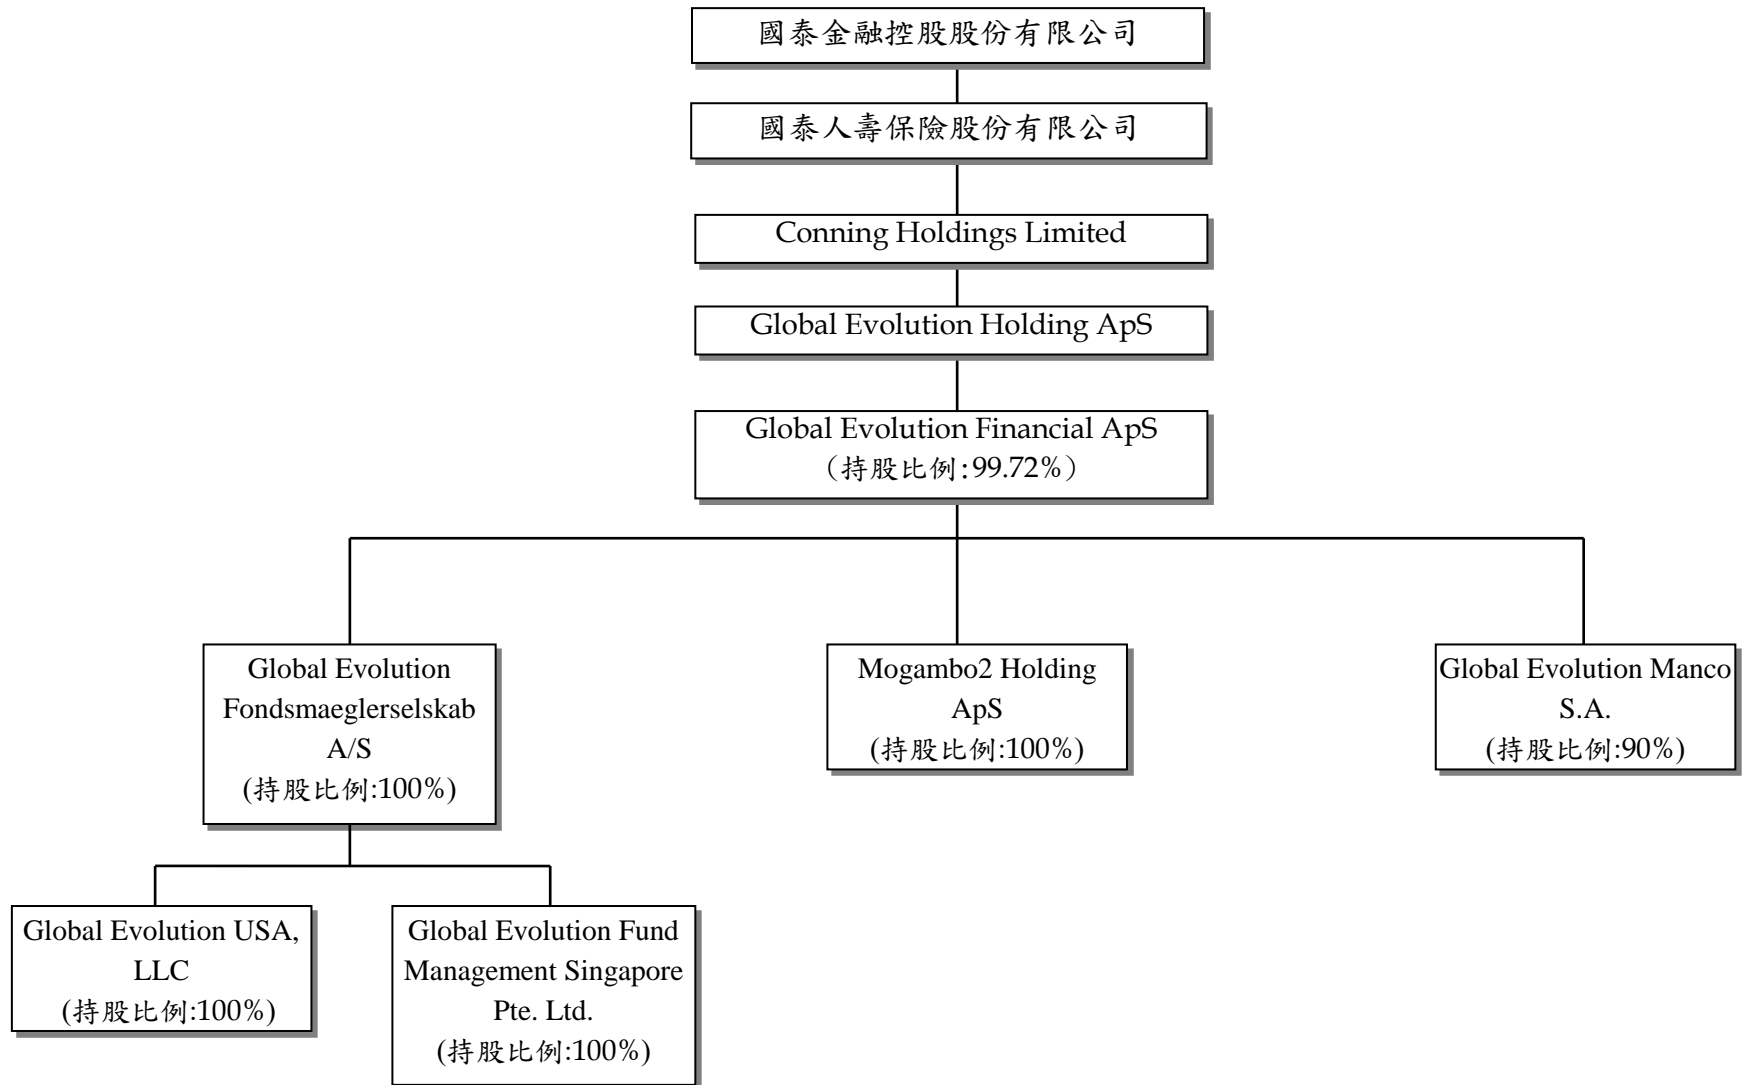 國泰金融控股股份有限公司
國泰人壽保險股份有限公司
Conning Holdings Limited
Global Evolution Holding ApS
Global Evolution Financial ApS
（持股比例:99.72%）
Global Evolution
Fondsmaeglerselskab
A/S
(持股比例:100%)
Mogambo2 Holding
ApS
(持股比例:100%)
Global Evolution Manco
S.A.
(持股比例:90%)
Global Evolution USA,
LLC
(持股比例:100%)
Global Evolution Fund
Management Singapore
Pte. Ltd.
(持股比例:100%)